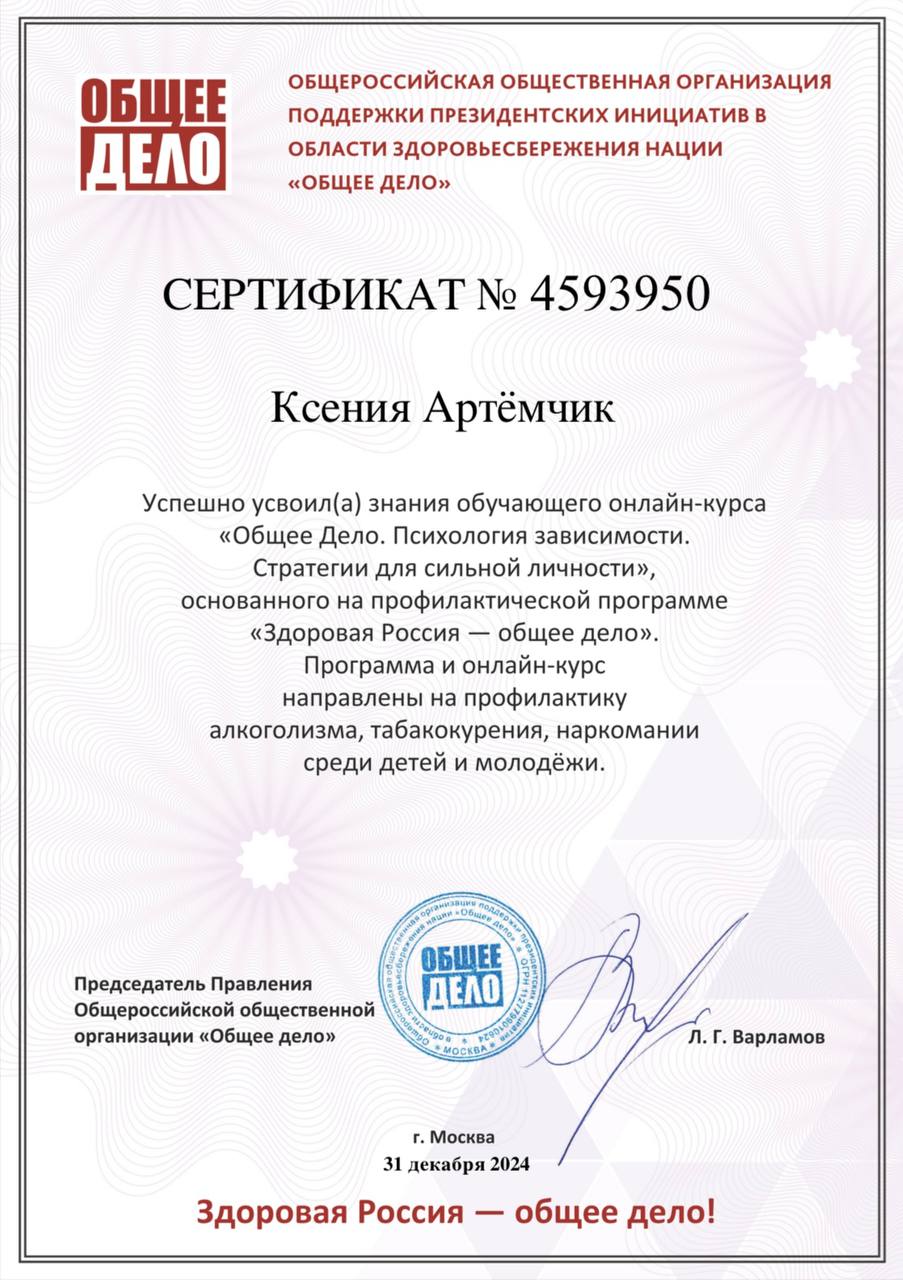 ОБЩЕЕ
ДЕЛО
ОБЩЕРОССИЙСКАЯ ОБЩЕСТВЕННАЯ ОРГАНИЗАЦИЯ
ПОДДЕРЖКИ ПРЕЗИДЕНТСКИХ ИНИЦИАТИВ В
ОБЛАСТИ ЗДОРОВЬЕСБЕРЕЖЕНИЯ НАЦИИ
«ОБЩЕЕ ДЕЛО»
СЕРТИФИКАТ № 4593950
Ксения Артёмчик
Успешно усвоил(а) знания обучающего онлайн-курса
«Общее Дело. Психология зависимости.
Стратегии для сильной личности»,
основанного на профилактической программе
«Здоровая Россия — общее дело».
Программа и онлайн-курс
направлены на профилактику
алкоголизма, табакокурения, наркомании
среди детей и молодёжи.
Председатель Правления
Общероссийской общественной
организации «Общее дело»
Общероссийская общественная организация поддержки президентских инициатив
в области здоровьесбережения нации «Общее дело»
* МОСКВА *
ОБЩЕЕ
ДЕЛО
Л. Г. Варламов
г. Москва
31 декабря 2024
Здоровая Россия — общее дело!